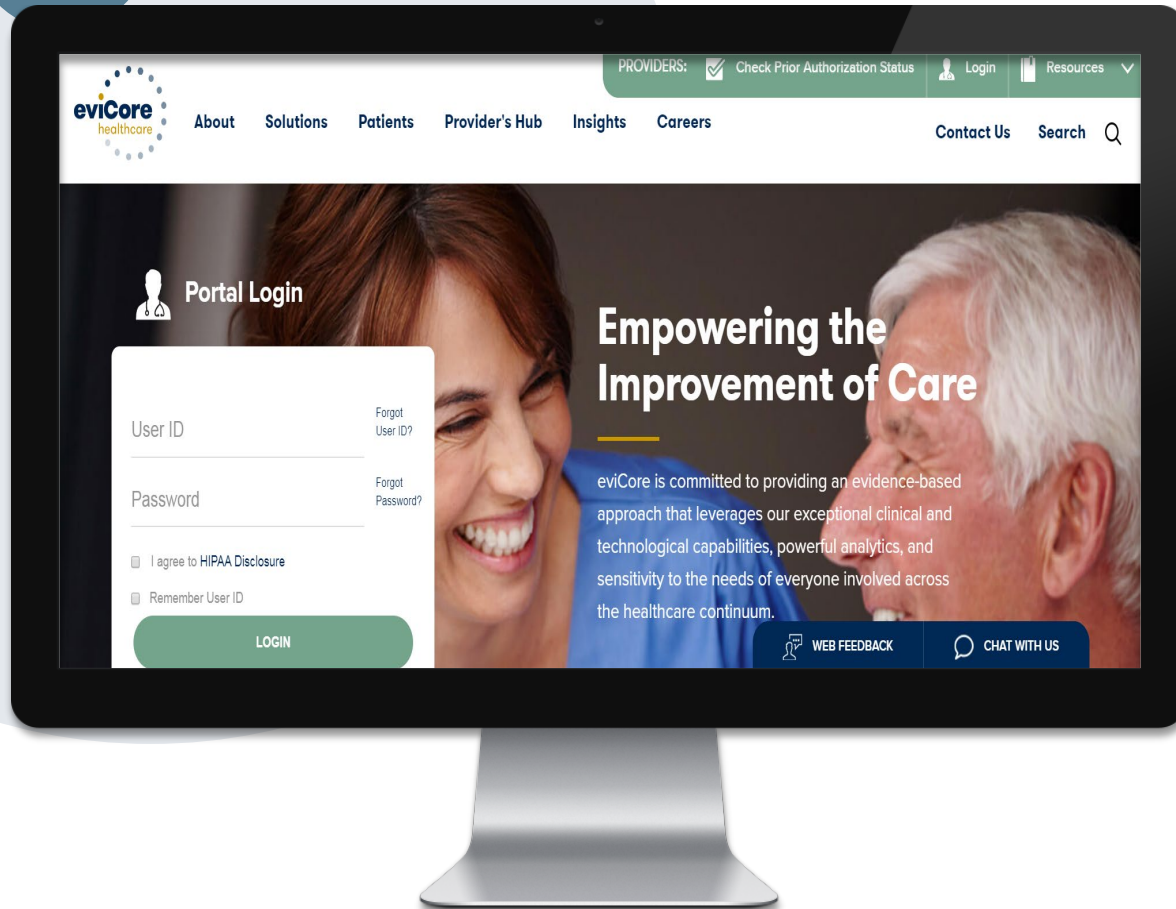 PROVIDERS: Check Prior Authorization Status Login Resources
eviCore
healthcare
About Solutions Patients Provider's Hub Insights Careers
Contact Us Search
Portal Login
User ID
Forgot
User ID?
Password
Forgot
Password?
I agree to HIPAA Disclosure
Remember User ID
LOGIN
Empowering the
Improvement of Care
eviCore is committed to providing an evidence-based
approach that leverages our exceptional clinical and
technological capabilities, powerful analytics, and
sensitivity to the needs of everyone involved across
the healthcare continuum.
WEB FEEDBACK CHAT WITH US